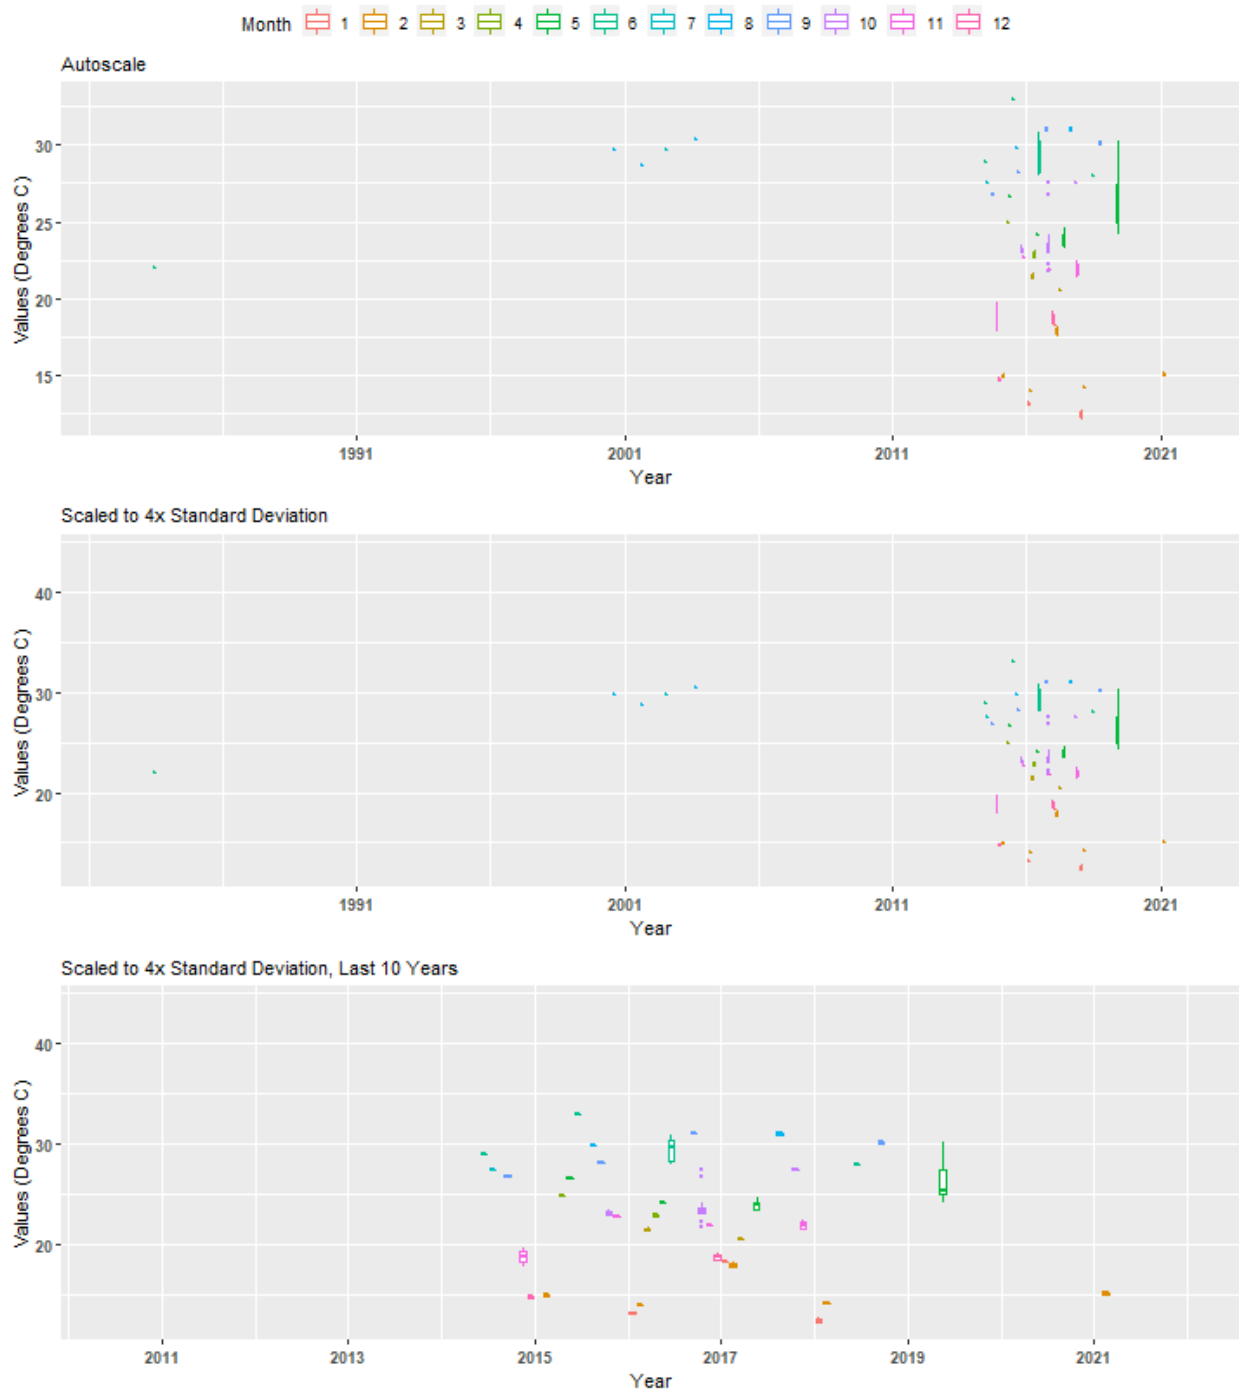 Month 1 2 3 4 5 6 7 8 9 10 11 12
Autoscale
Values (Degrees C)
30
25
20
15
1991 2001 2011 2021
Year
Scaled to 4x Standard Deviation
Values (Degrees C)
40
30
20
1991 2001 2011 2021
Year
Scaled to 4x Standard Deviation, Last 10 Years
Values (Degrees C)
40
30
20
2011 2013 2015 2017 2019 2021
Year